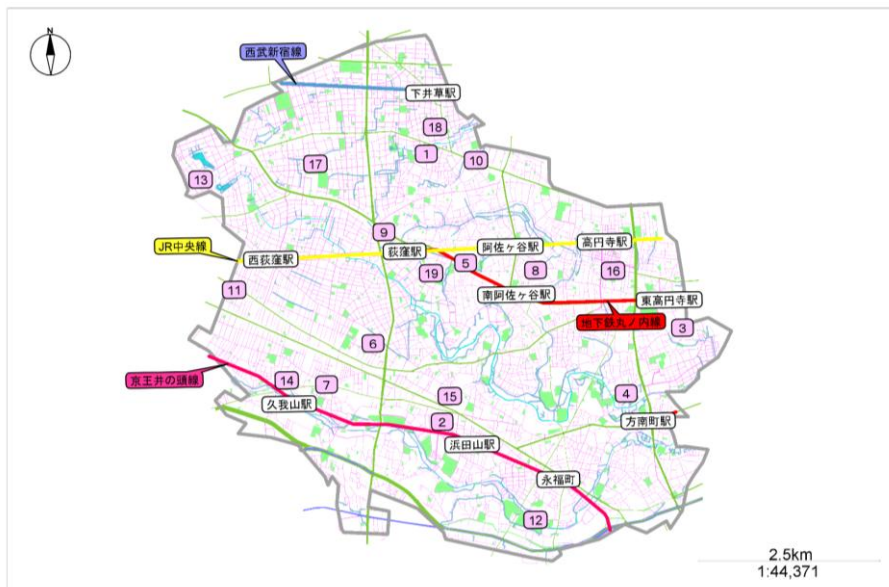 N
西武新宿線
下井草駅
18
1
10
17
13
9
JR中央線
西荻窪駅
荻窪駅
阿佐ヶ谷駅
高円寺駅
5
8
16
19
11
南阿佐ヶ谷駅
東高円寺駅
地下鉄丸ノ内線
3
6
京王井の頭線
14
7
久我山駅
15
4
2
方南町駅
浜田山駅
永福町
12
2.5km
1:44,371